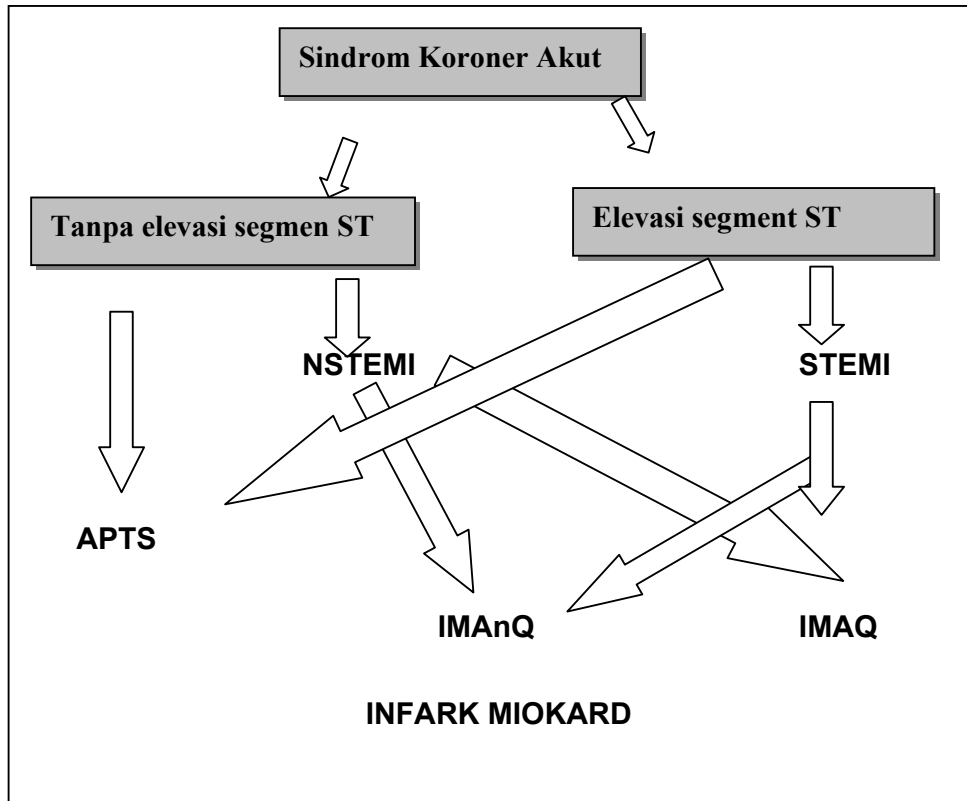 Sindrom Koroner Akut
Tanpa elevasi segmen ST
Elevasi segment ST
NSTEMI
STEMI
APTS
IMAnQ
IMAQ
INFARK MIOKARD